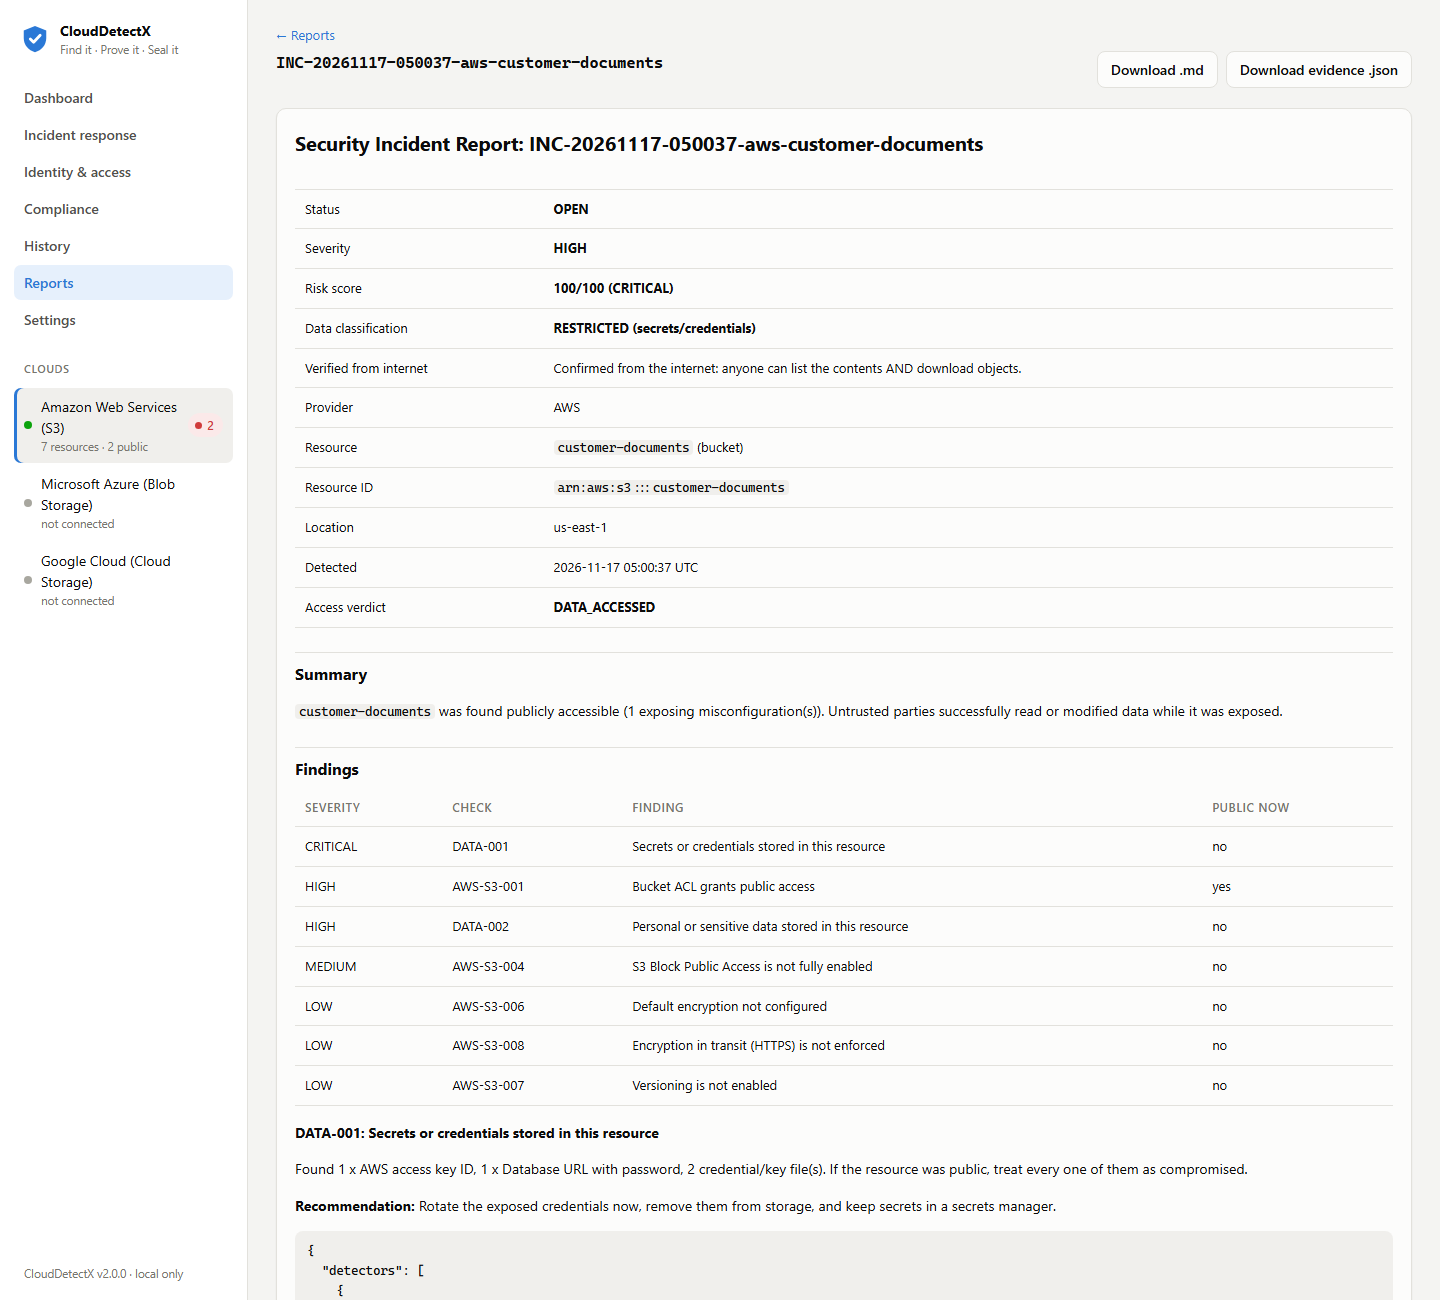 CloudDetectX
Find it · Prove it · Seal it
Dashboard
Incident response
Identity & access
Compliance
History
Reports
Settings
CLOUDS
Amazon Web Services
(S3)
7 resources · 2 public
2
Microsoft Azure (Blob
Storage)
not connected
Google Cloud (Cloud
Storage)
not connected
CloudDetectX v2.0.0 · local only
← Reports
INC-20261117-050037-aws-customer-documents
Download .md
Download evidence .json
Security Incident Report: INC-20261117-050037-aws-customer-documents
Status OPEN
Severity HIGH
Risk score 100/100 (CRITICAL)
Data classification RESTRICTED (secrets/credentials)
Verified from internet Confirmed from the internet: anyone can list the contents AND download objects.
Provider AWS
Resource customer-documents (bucket)
Resource ID arn:aws:s3:::customer-documents
Location us-east-1
Detected 2026-11-17 05:00:37 UTC
Access verdict DATA_ACCESSED
Summary
customer-documents was found publicly accessible (1 exposing misconfiguration(s)). Untrusted parties successfully read or modified data while it was exposed.
Findings
SEVERITY CHECK FINDING PUBLIC NOW
CRITICAL DATA-001 Secrets or credentials stored in this resource no
HIGH AWS-S3-001 Bucket ACL grants public access yes
HIGH DATA-002 Personal or sensitive data stored in this resource no
MEDIUM AWS-S3-004 S3 Block Public Access is not fully enabled no
LOW AWS-S3-006 Default encryption not configured no
LOW AWS-S3-008 Encryption in transit (HTTPS) is not enforced no
LOW AWS-S3-007 Versioning is not enabled no
DATA-001: Secrets or credentials stored in this resource
Found 1 x AWS access key ID, 1 x Database URL with password, 2 credential/key file(s). If the resource was public, treat every one of them as compromised.
Recommendation: Rotate the exposed credentials now, remove them from storage, and keep secrets in a secrets manager.
{
"detectors": [
{